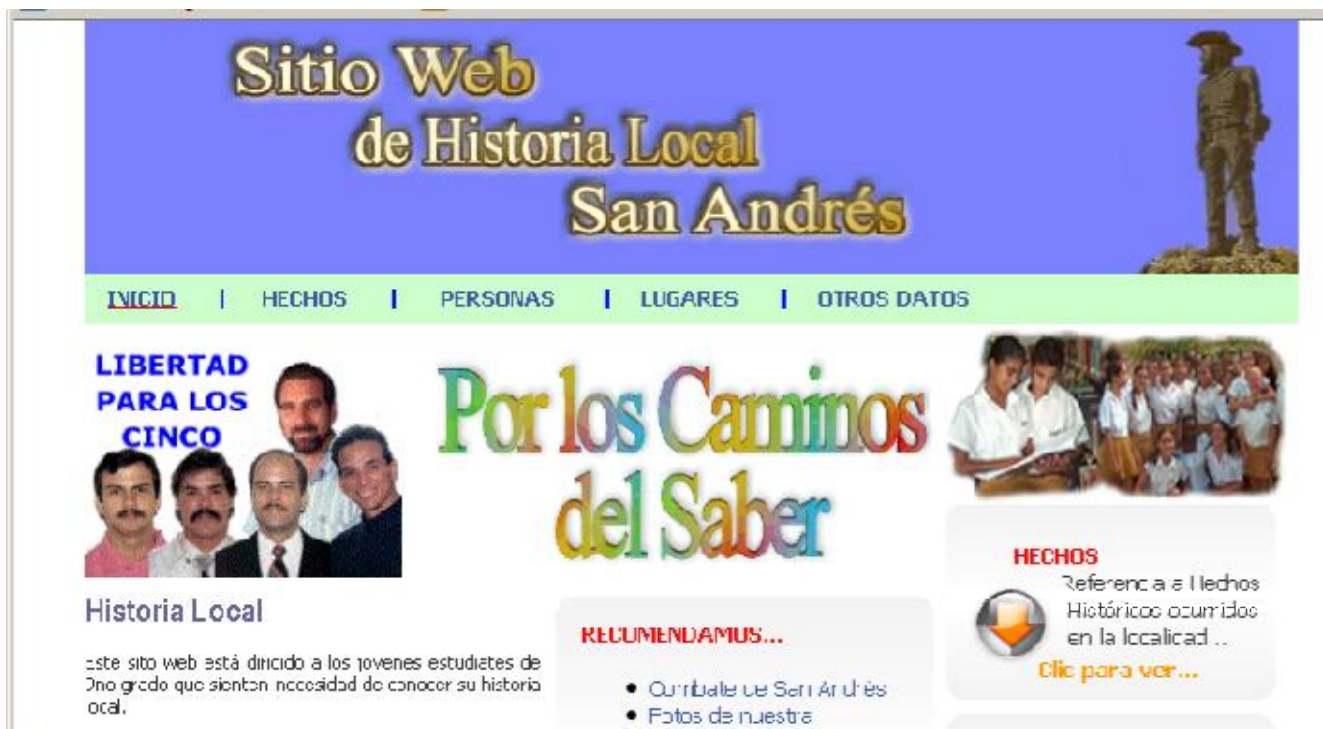 Sitio Web
de Historia Local
San Andrés
INICIO | HECHOS | PERSONAS | LUGARES | OTROS DATOS
LIBERTAD
PARA LOS
CINCO
Por los Caminos
del Saber
Historia Local
Este sito web está diricido a los jovenes estudiates de
9no grado que sienten necesidad de conocer su historia
local.
RECOMENDAMOS...
• Combate de San Andrés
• Fotos de nuestra
HECHOS
Referencia a Hechos
Históricos ocurridos
en la localidad...
Clic para ver...